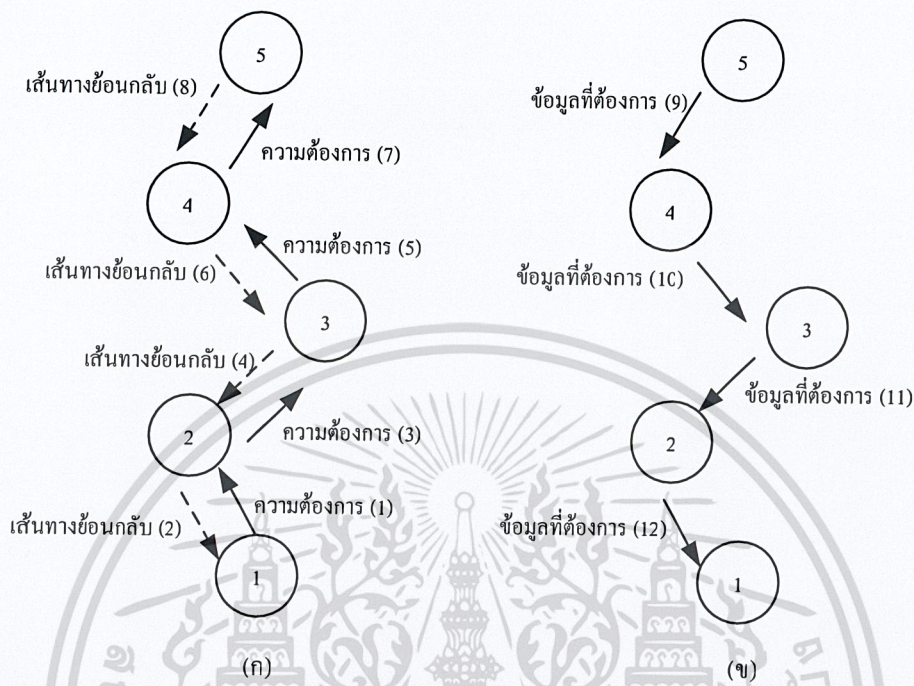 5
เส้นทางย้อนกลับ (8)
ความต้องการ (7)
4
ความต้องการ (5)
เส้นทางย้อนกลับ (6)
3
เส้นทางย้อนกลับ (4)
2
ความต้องการ (3)
ความต้องการ (1)
เส้นทางย้อนกลับ (2)
1
(ก)
5
ข้อมูลที่ต้องการ (9)
4
ข้อมูลที่ต้องการ (10)
3
ข้อมูลที่ต้องการ (11)
2
ข้อมูลที่ต้องการ (12)
1
(ข)